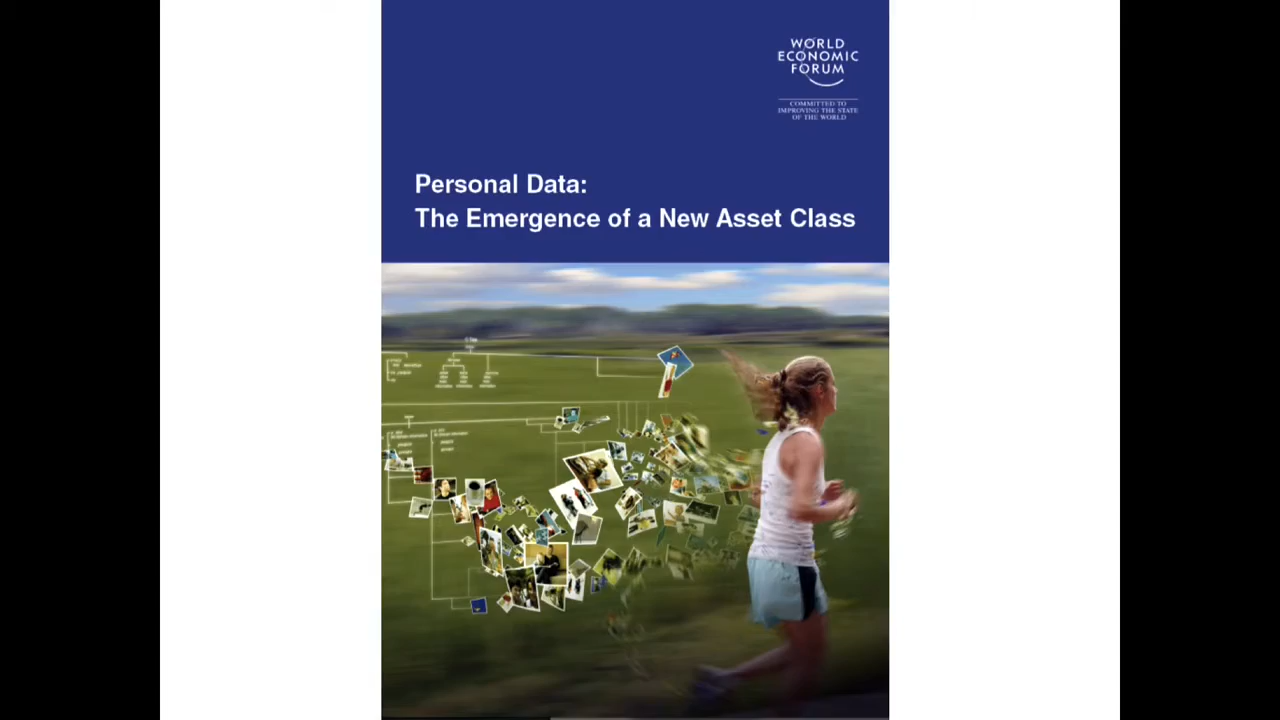 WORLD
ECONOMIC
FORUM
COMMITTED TO
IMPROVING THE STATE
OF THE WORLD
Personal Data:
The Emergence of a New Asset Class